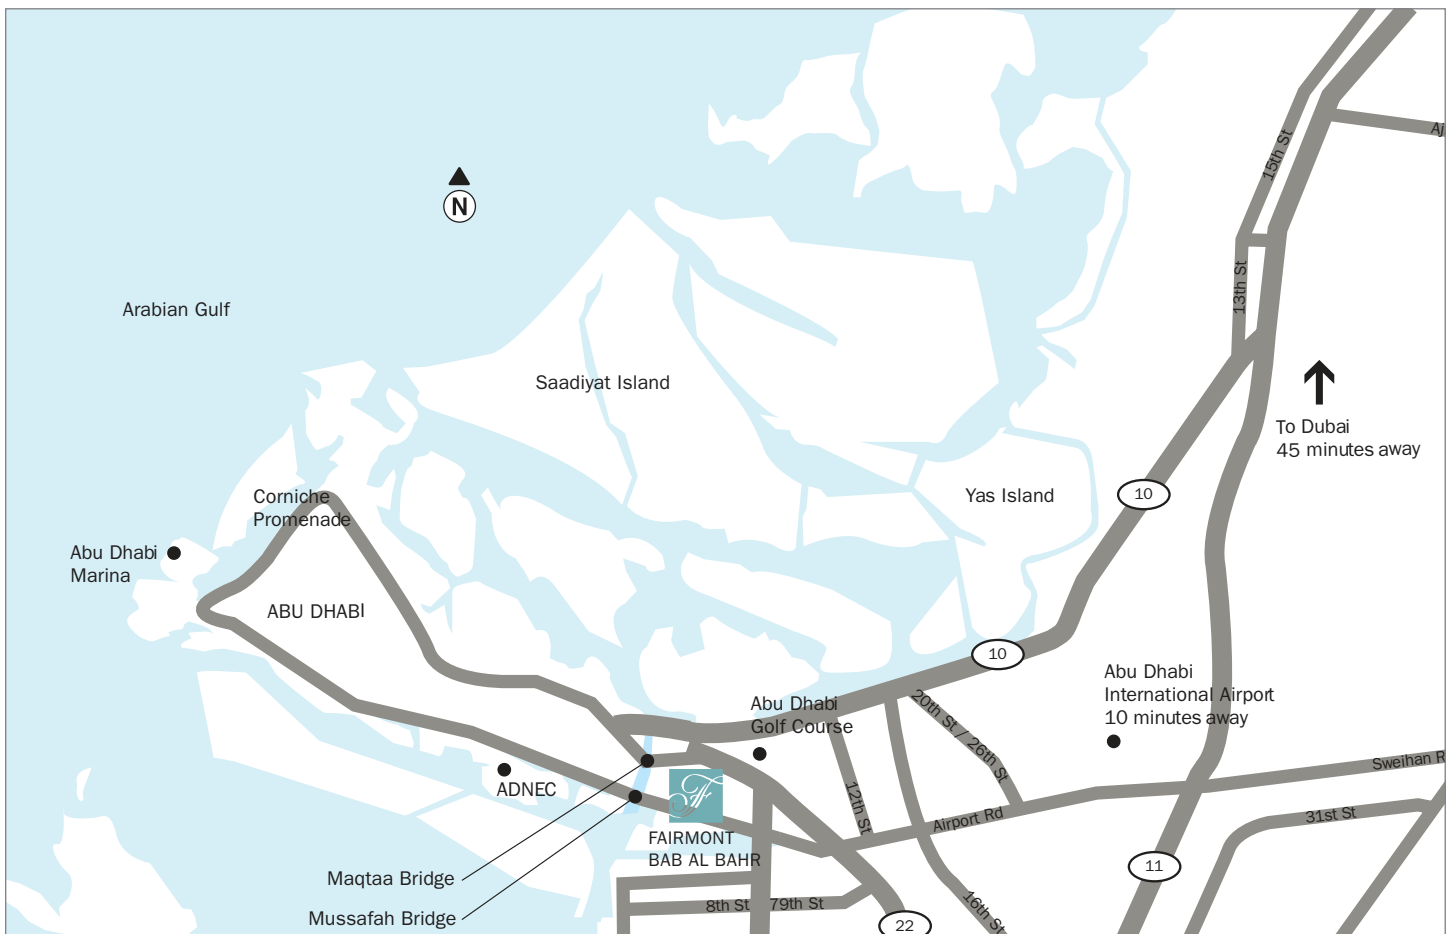 Aj
15th St
N
13th St
Arabian Gulf
Saadiyat Island
To Dubai
45 minutes away
Corniche
Promenade
Yas Island
10
Abu Dhabi
Marina
ABU DHABI
10
Abu Dhabi
International Airport
10 minutes away
Abu Dhabi
Golf Course
20th St / 26th St
ADNEC
12th St
Airport Rd
Sweihan R
31st St
FAIRMONT
BAB AL BAHR
11
Maqtaa Bridge
Mussafah Bridge
8th St
79th St
16th St
22